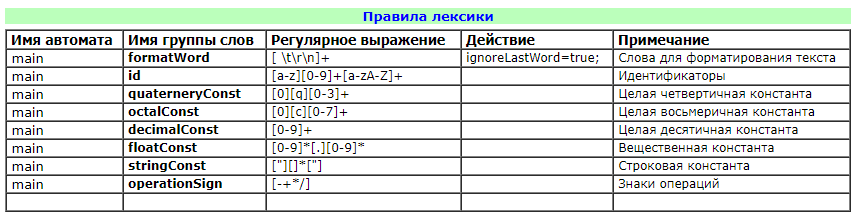 Правила лексики
Имя автомата Имя группы слов Регулярное выражение Действие Примечание
main formatWord [ \t\r\n]+ ignoreLastWord=true; Слова для форматирования текста
main id [a-z][0-9]+[a-zA-Z]+ Идентификаторы
main quaterneryConst [0][q][0-3]+ Целая четвертичная константа
main octalConst [0][c][0-7]+ Целая восьмеричная константа
main decimalConst [0-9]+ Целая десятичная константа
main floatConst [0-9]*[.][0-9]* Вещественная константа
main stringConst ["][]*["] Строковая константа
main operationSign [-+*/] Знаки операций